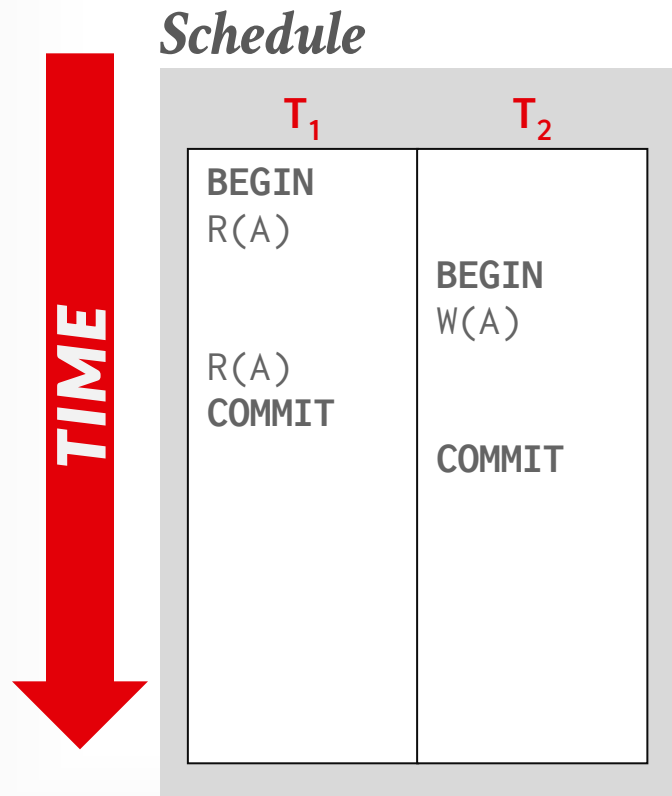 Schedule
TIME
T1 T2
BEGIN
R(A)
BEGIN
W(A)
R(A)
COMMIT
COMMIT